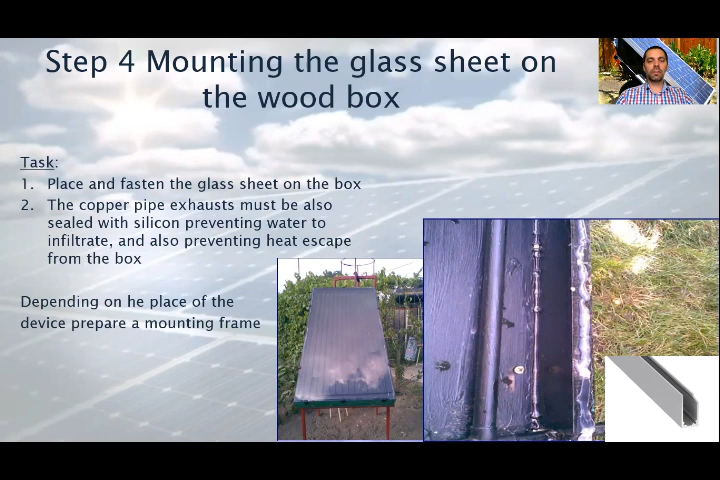 Step 4 Mounting the glass sheet on
the wood box
Task:
1. Place and fasten the glass sheet on the box
2. The copper pipe exhausts must be also
sealed with silicon preventing water to
infiltrate, and also preventing heat escape
from the box
Depending on he place of the
device prepare a mounting frame